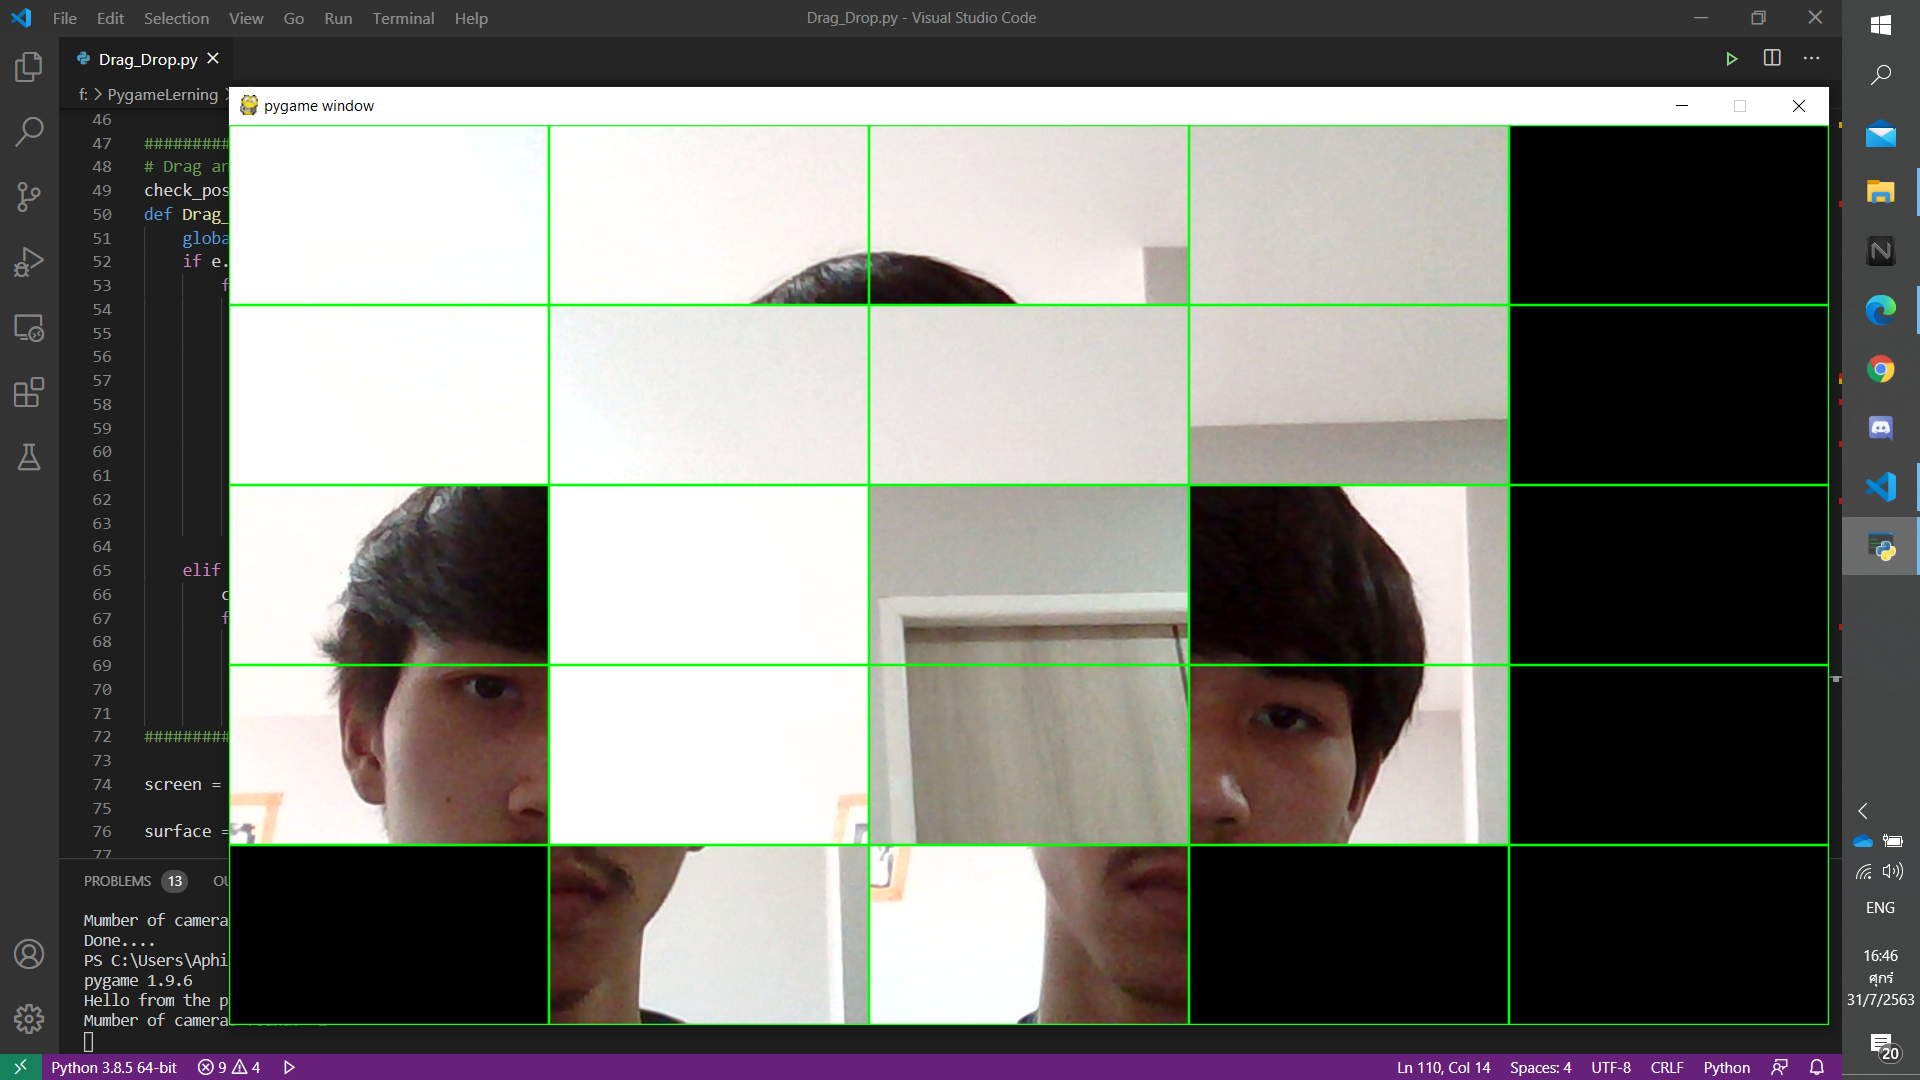 File Edit Selection View Go Run Terminal Help
Drag_Drop.py - Visual Studio Code
Drag_Drop.py
f: > PygameLerning >
pygame window
46
47 ##########
48 # Drag an
49 check_pos
50 def Drag_
51 globa
52 if e.
53 f
54
55
56
57
58
59
60
61
62
63
64
65 elif
66 c
67 f
68
69
70
71
72 ##########
73
74 screen =
75
76 surface =
77
PROBLEMS 13 OU
Mumber of camera
Done....
PS C:\Users\Aphi
pygame 1.9.6
Hello from the p
Mumber of camera
Python 3.8.5 64-bit 9 4
Ln 110, Col 14 Spaces: 4 UTF-8 CRLF Python
ENG
16:46
ศุกร์
31/7/2563
20